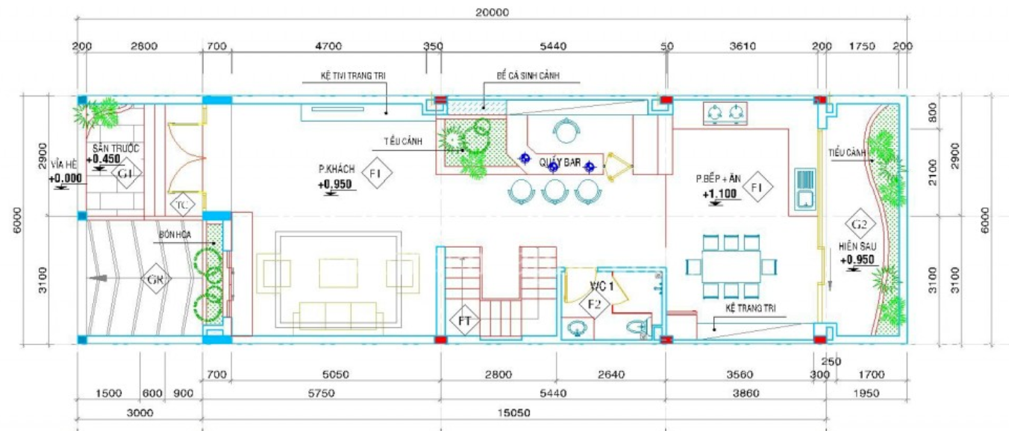 20000
200 2800 700 4700 350 5440 50 3610 200 1750 200
KỆ TIVI TRANG TRI
BỂ CÁ SINH CẢNH
800
2900
2100
2900
6000
3100
3100
3100
6000
VỈA HÈ
+0.000
SÂN TRƯỚC
+0.450
G1
TC
TIỂU CẢNH
P.KHÁCH
+0.950
F1
QUẦY BAR
P.BẾP + ĂN
+1.100
F1
TIỂU CẢNH
G2
HIÊN SAU
+0.950
BỒN HOA
GR
FT
WC 1
F2
KỆ TRANG TRI
250
700 5050 2800 2640 3560 300 1700
1500 600 900 5750 5440 3860 1950
3000 15050